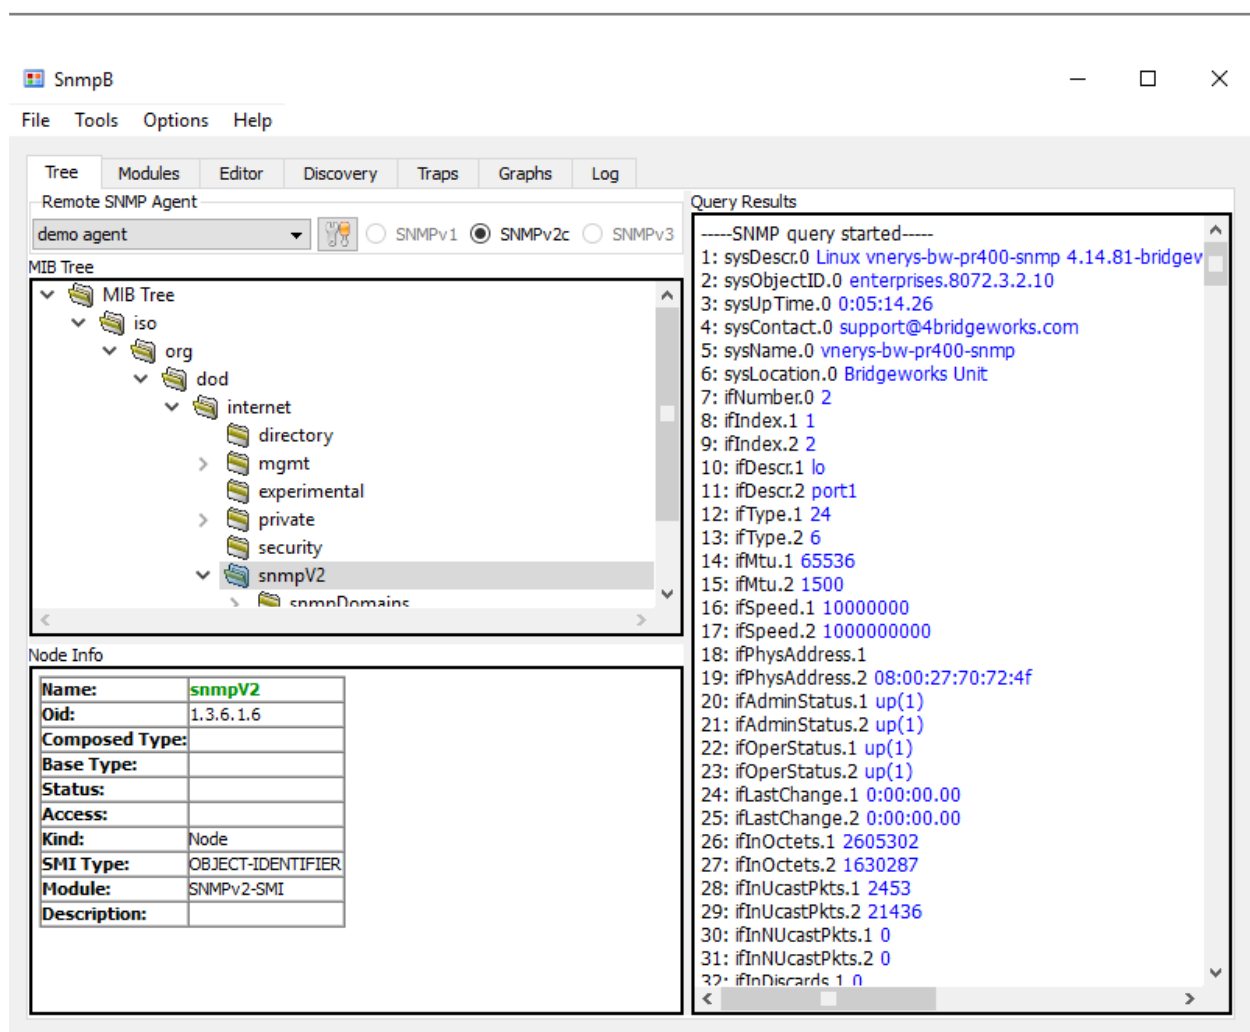 SnmpB
File Tools Options Help
Tree Modules Editor Discovery Traps Graphs Log
Remote SNMP Agent
demo agent SNMPv1 SNMPv2c SNMPv3
MIB Tree
MIB Tree
iso
org
dod
internet
directory
mgmt
experimental
private
security
snmpV2
snmpDomains
Node Info
Name: snmpV2
Oid: 1.3.6.1.6
Composed Type:
Base Type:
Status:
Access:
Kind: Node
SMI Type: OBJECT-IDENTIFIER
Module: SNMPv2-SMI
Description:
Query Results
-----SNMP query started-----
1: sysDescr.0 Linux vnerys-bw-pr400-snmp 4.14.81-bridgew
2: sysObjectID.0 enterprises.8072.3.2.10
3: sysUpTime.0 0:05:14.26
4: sysContact.0 support@4bridgeworks.com
5: sysName.0 vnerys-bw-pr400-snmp
6: sysLocation.0 Bridgeworks Unit
7: ifNumber.0 2
8: ifIndex.1 1
9: ifIndex.2 2
10: ifDescr.1 lo
11: ifDescr.2 port1
12: ifType.1 24
13: ifType.2 6
14: ifMtu.1 65536
15: ifMtu.2 1500
16: ifSpeed.1 10000000
17: ifSpeed.2 1000000000
18: ifPhysAddress.1
19: ifPhysAddress.2 08:00:27:70:72:4f
20: ifAdminStatus.1 up(1)
21: ifAdminStatus.2 up(1)
22: ifOperStatus.1 up(1)
23: ifOperStatus.2 up(1)
24: ifLastChange.1 0:00:00.00
25: ifLastChange.2 0:00:00.00
26: ifInOctets.1 2605302
27: ifInOctets.2 1630287
28: ifInUcastPkts.1 2453
29: ifInUcastPkts.2 21436
30: ifInNUcastPkts.1 0
31: ifInNUcastPkts.2 0
32: ifInDiscards.1 0